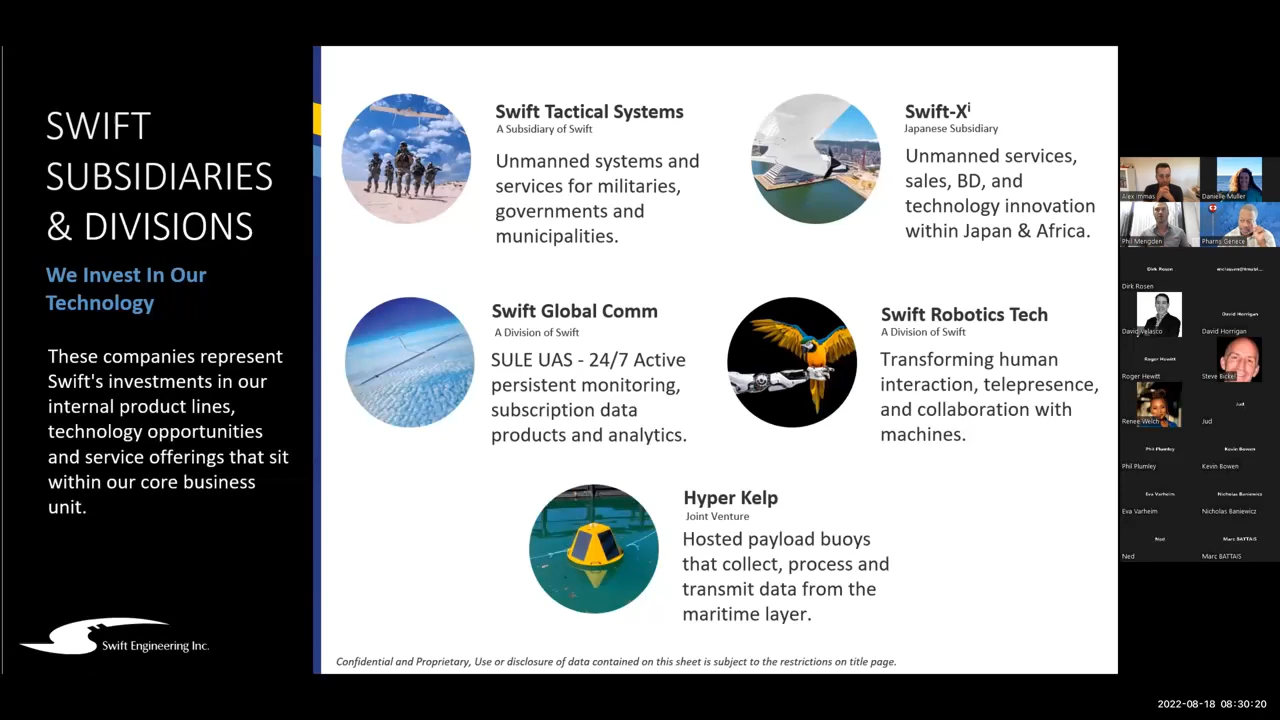 SWIFT
SUBSIDIARIES
& DIVISIONS
We Invest In Our
Technology
These companies represent
Swift's investments in our
internal product lines,
technology opportunities
and service offerings that sit
within our core business
unit.
Swift Engineering Inc.
Swift Tactical Systems
A Subsidiary of Swift
Unmanned systems and
services for militaries,
governments and
municipalities.
Swift-Xⁱ
Japanese Subsidiary
Unmanned services,
sales, BD, and
technology innovation
within Japan & Africa.
Swift Global Comm
A Division of Swift
SULE UAS - 24/7 Active
persistent monitoring,
subscription data
products and analytics.
Swift Robotics Tech
A Division of Swift
Transforming human
interaction, telepresence,
and collaboration with
machines.
Hyper Kelp
Joint Venture
Hosted payload buoys
that collect, process and
transmit data from the
maritime layer.
Confidential and Proprietary, Use or disclosure of data contained on this sheet is subject to the restrictions on title page.
Alex Immas
Danielle Muller
Phil Mengden
Pharns Genece
Dirk Rosen
Dirk Rosen
David Velasco
David Horrigan
David Horrigan
Roger Hewitt
Roger Hewitt
Steve Bickel
Renee Welch
Jud
Jud
Phil Plumley
Phil Plumley
Kevin Bowen
Kevin Bowen
Eva Varheim
Eva Varheim
Nicholas Baniewicz
Nicholas Baniewicz
Ned
Ned
Marc BATTAIS
Marc BATTAIS
2022-08-18 08:30:20